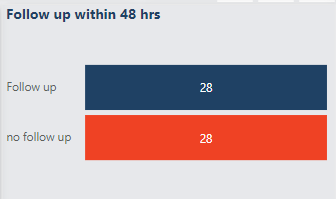 Follow up within 48 hrs
Follow up
28
no follow up
28